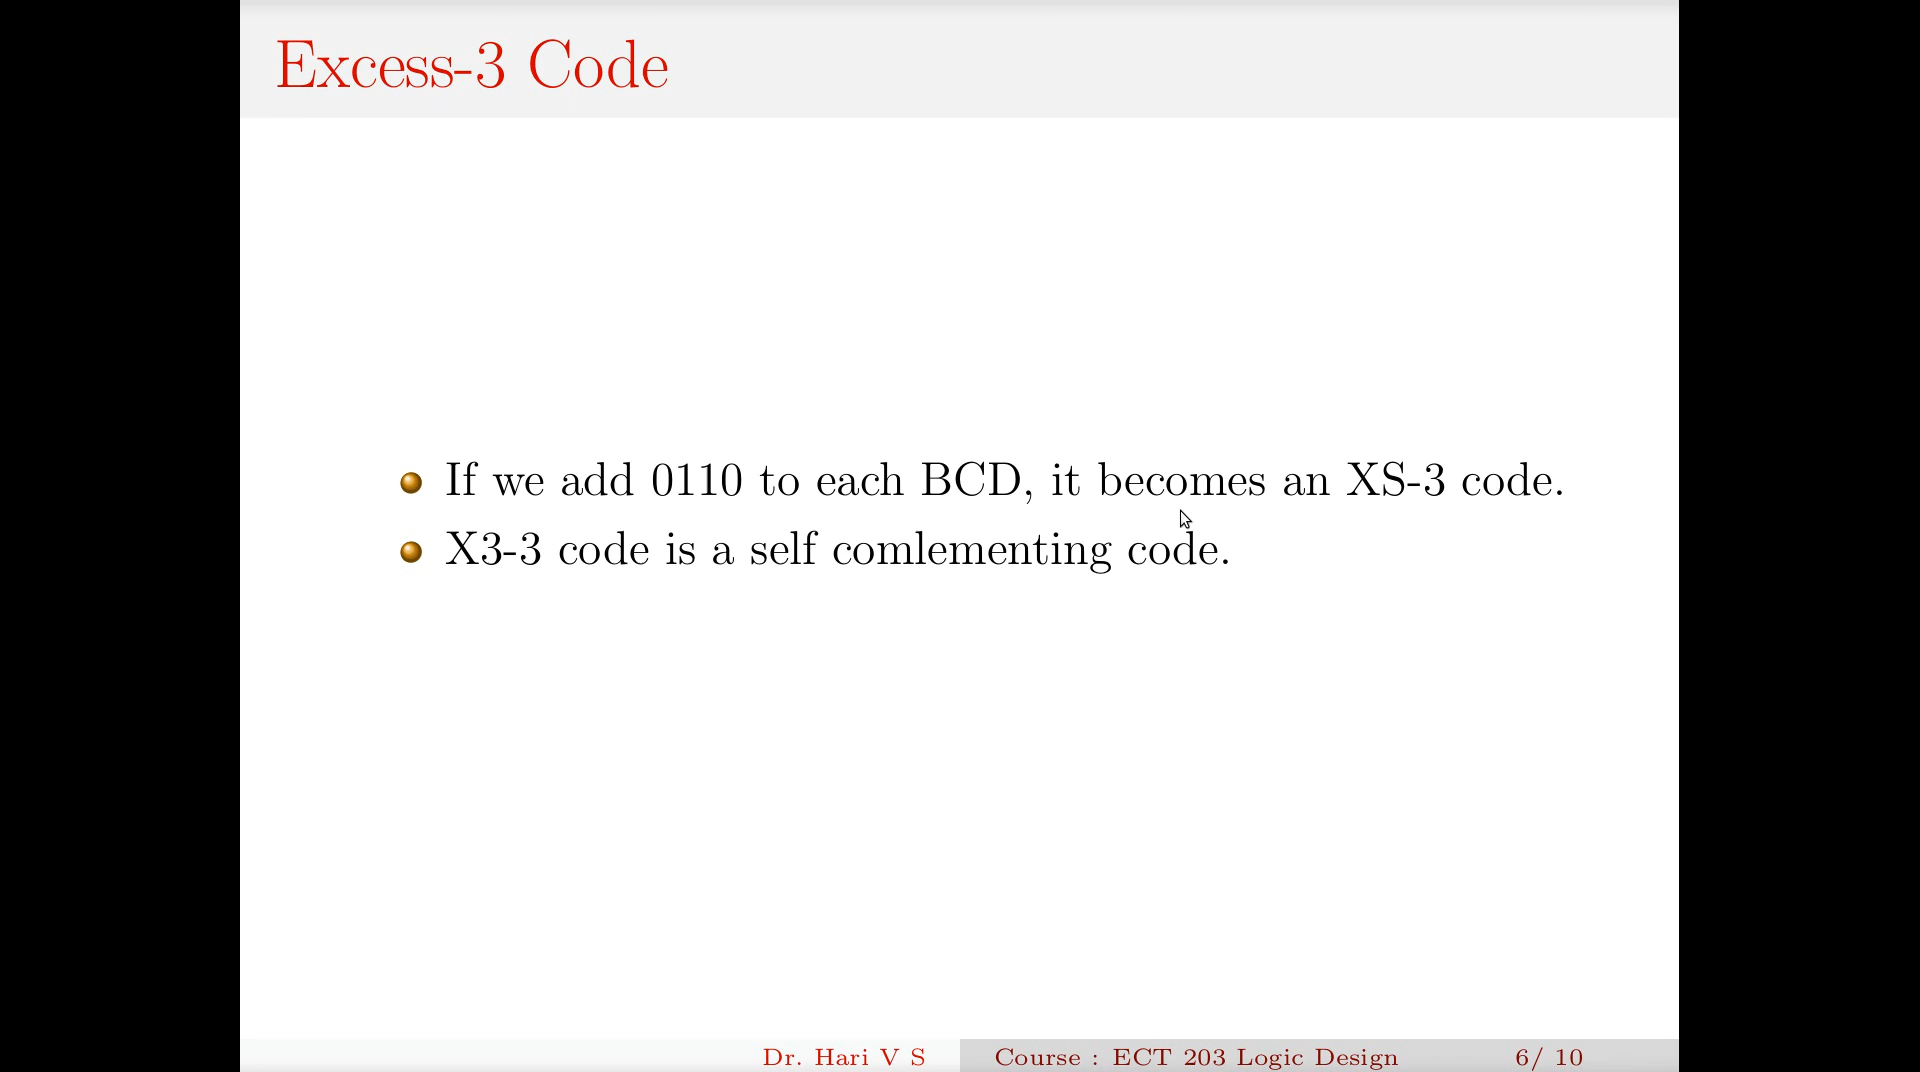 Excess-3 Code
If we add 0110 to each BCD, it becomes an XS-3 code.
X3-3 code is a self comlementing code.
Dr. Hari V S Course : ECT 203 Logic Design 6/ 10